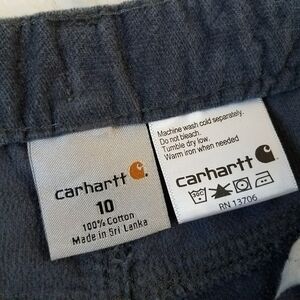 carhartt
10
100% Cotton
Made in Sri Lanka
Machine wash cold separately.
Do not bleach.
Tumble dry low.
Warm iron when needed
carhartt
RN 13706